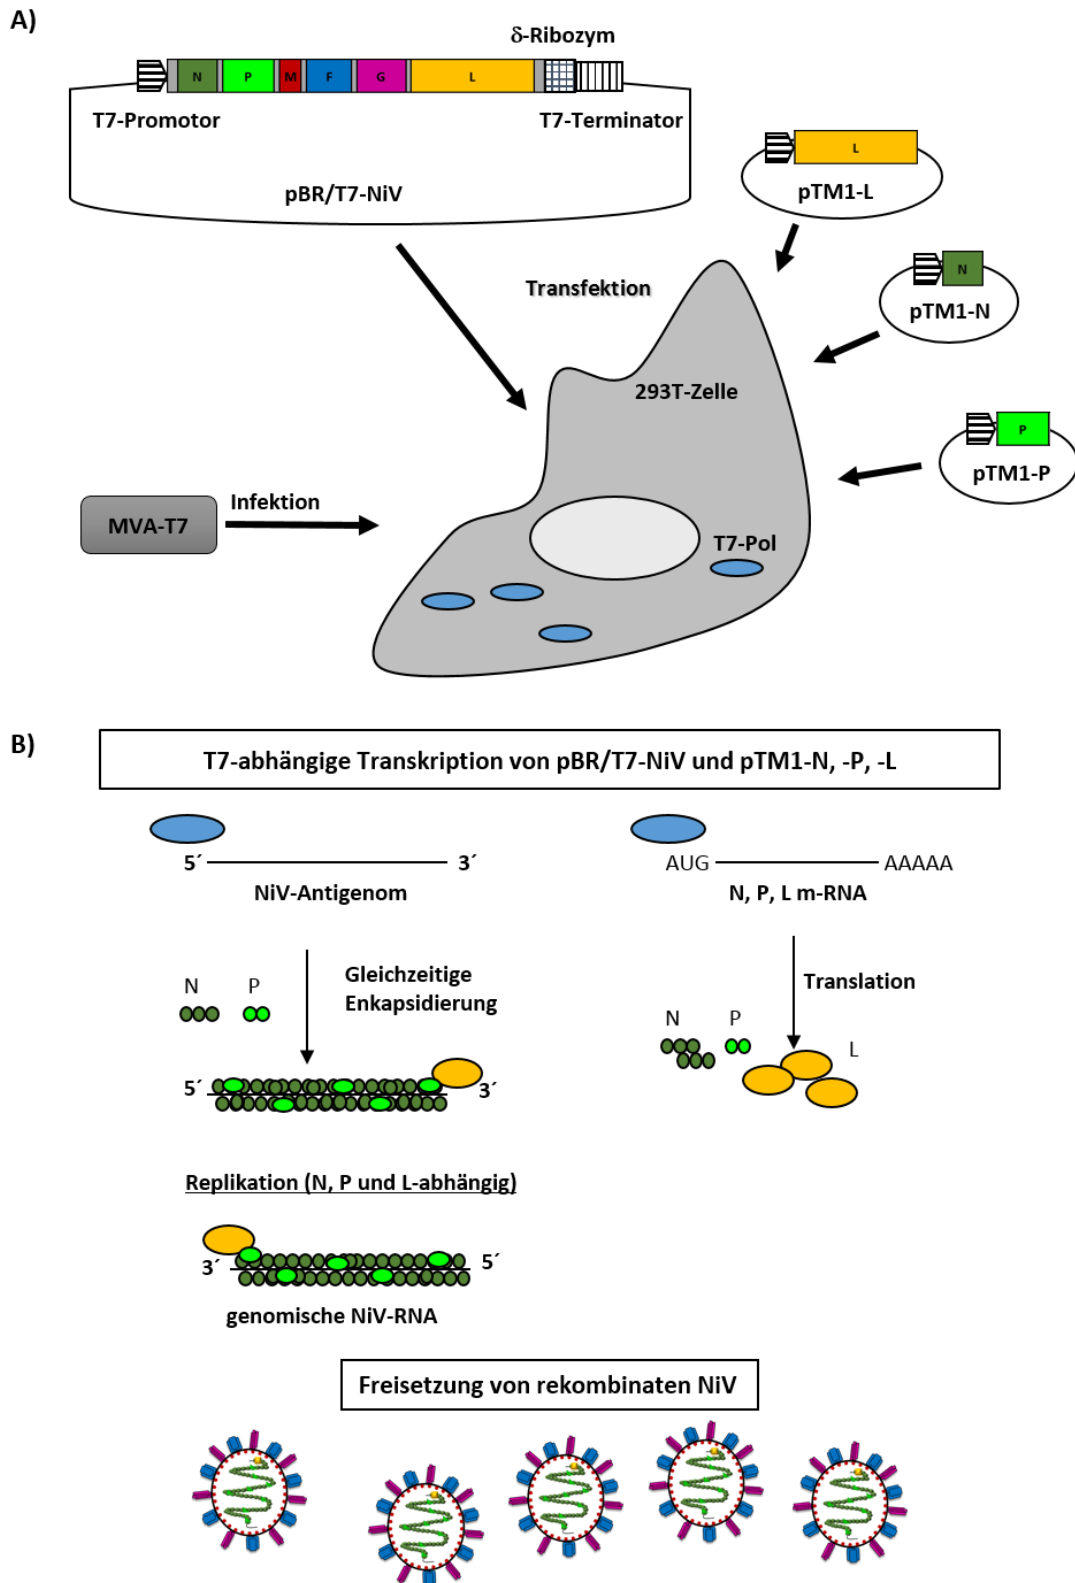 A)
δ-Ribozym
N P M F G L
T7-Promotor
T7-Terminator
pBR/T7-NiV
L
pTM1-L
N
pTM1-N
P
pTM1-P
Transfektion
293T-Zelle
MVA-T7
Infektion
T7-Pol
B)
T7-abhängige Transkription von pBR/T7-NiV und pTM1-N, -P, -L
5´ 3´
NiV-Antigenom
AUG AAAAA
N, P, L m-RNA
N P
Gleichzeitige
Enkapsidierung
Translation
N P L
5´ 3´
Replikation (N, P und L-abhängig)
3´ 5´
genomische NiV-RNA
Freisetzung von rekombinaten NiV